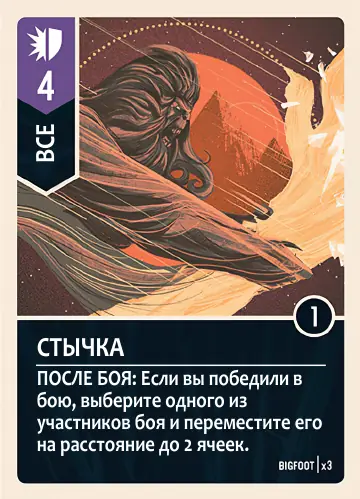 4
ВСЕ
1
СТЫЧКА
ПОСЛЕ БОЯ: Если вы победили в
бою, выберите одного из
участников боя и переместите его
на расстояние до 2 ячеек.
BIGFOOT | x3